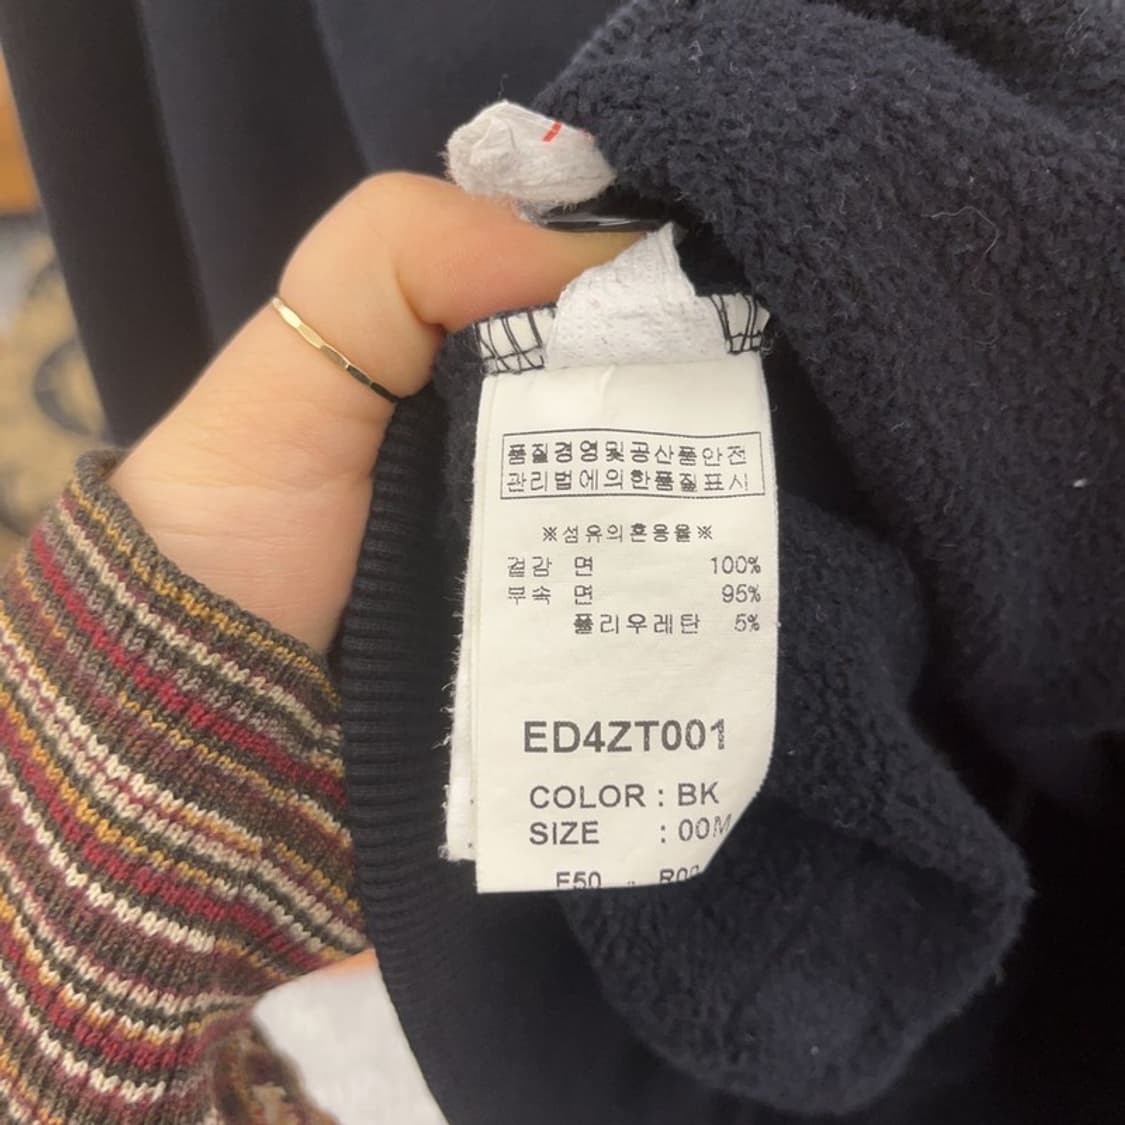 품질경영및공산품안전
관리법에의한품질표시
※섬유의혼용율※
겉감 면 100%
부속 면 95%
폴리우레탄 5%
ED4ZT001
COLOR : BK
SIZE : 00M